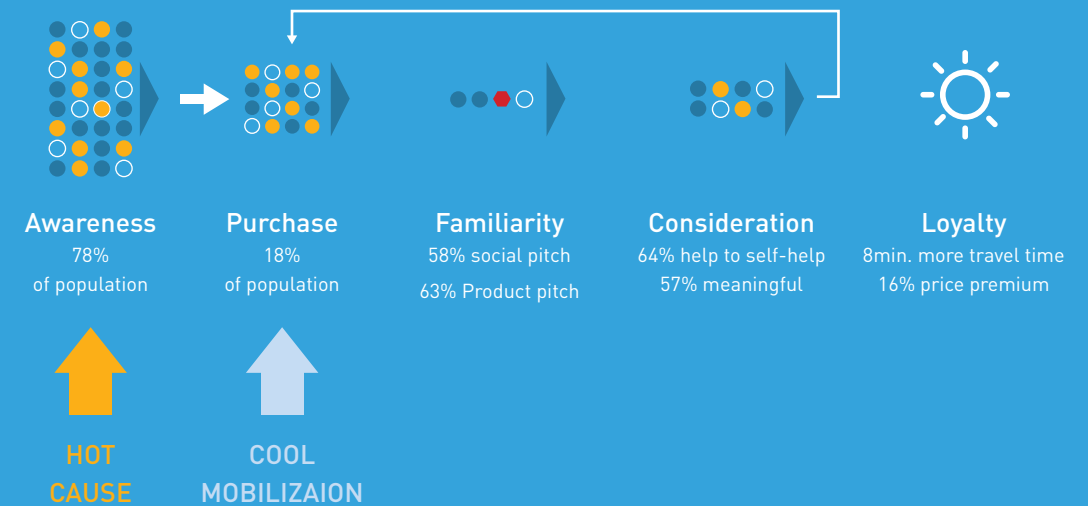 Awareness
78%
of population
Purchase
18%
of population
Familiarity
58% social pitch
63% Product pitch
Consideration
64% help to self-help
57% meaningful
Loyalty
8min. more travel time
16% price premium
HOT
CAUSE
COOL
MOBILIZAION